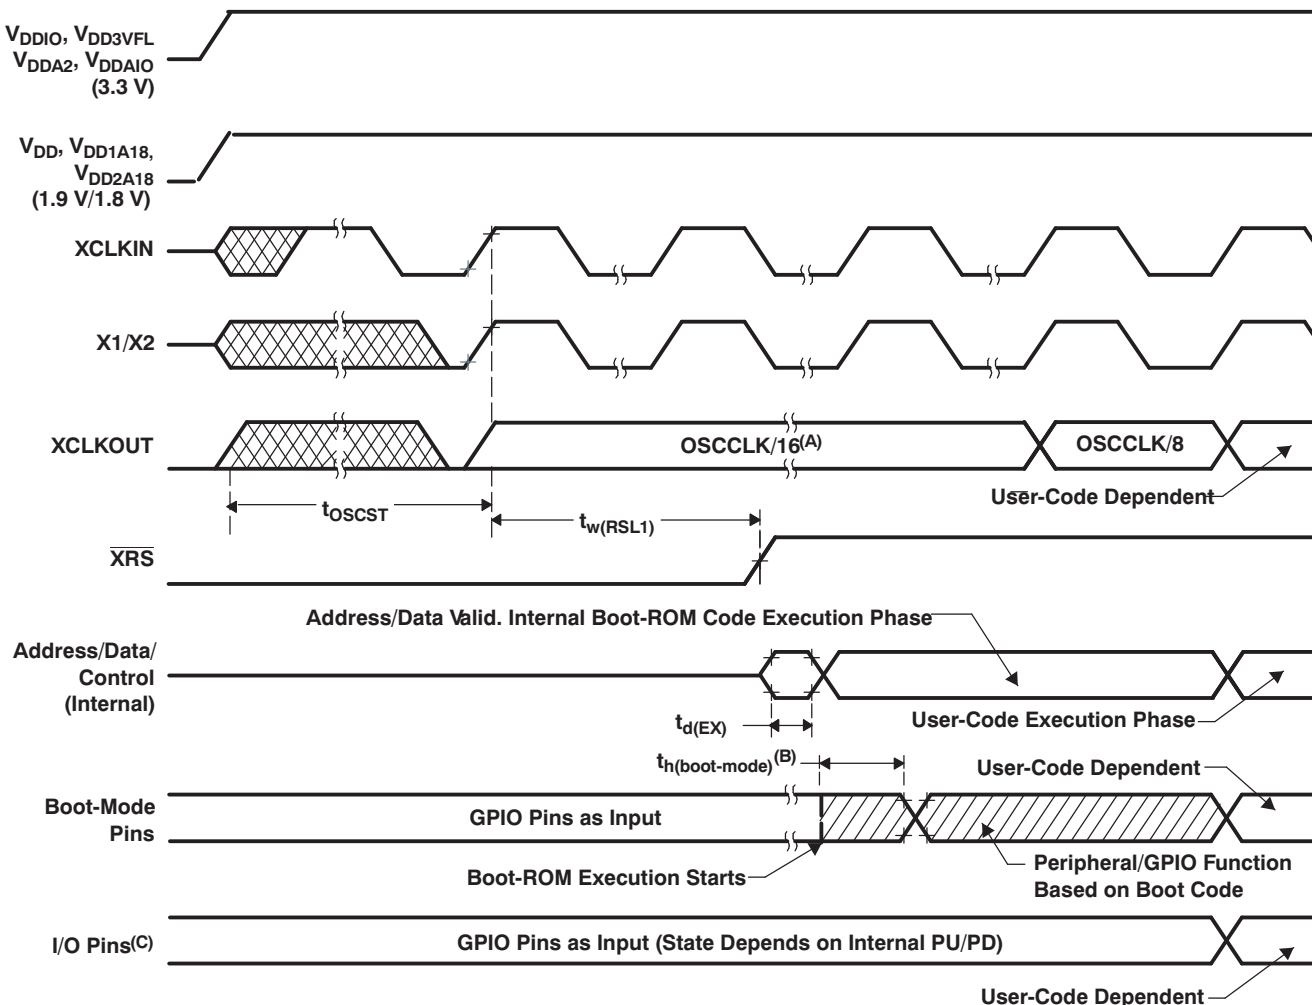 VDDIO, VDD3VFL
VDDA2, VDDAIO
(3.3 V)
VDD, VDD1A18,
VDD2A18
(1.9 V/1.8 V)
XCLKIN
X1/X2
XCLKOUT
OSCCLK/16(A)
OSCCLK/8
User-Code Dependent
tOSCST
tw(RSL1)
XRS
Address/Data Valid. Internal Boot-ROM Code Execution Phase
Address/Data/
Control
(Internal)
td(EX)
User-Code Execution Phase
th(boot-mode)(B)
User-Code Dependent
Boot-Mode
Pins
GPIO Pins as Input
Boot-ROM Execution Starts
Peripheral/GPIO Function
Based on Boot Code
I/O Pins(C)
GPIO Pins as Input (State Depends on Internal PU/PD)
User-Code Dependent